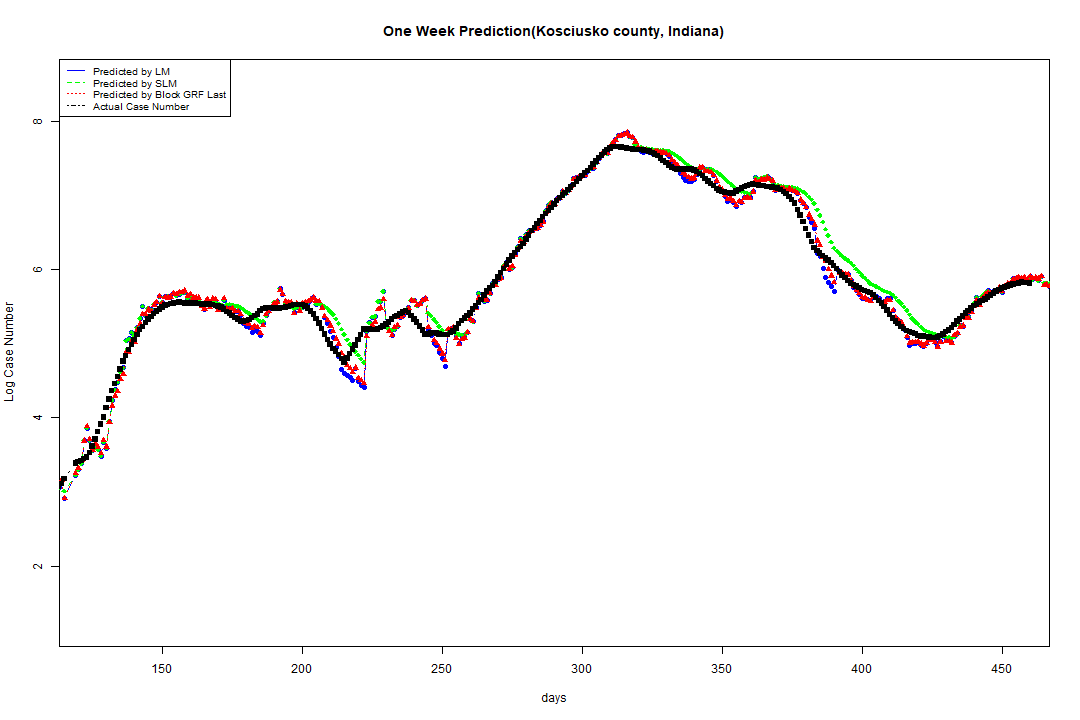 One Week Prediction(Kosciusko county, Indiana)
Predicted by LM
Predicted by SLM
Predicted by Block GRF Last
Actual Case Number
Log Case Number
8
6
4
2
150 200 250 300 350 400 450
days